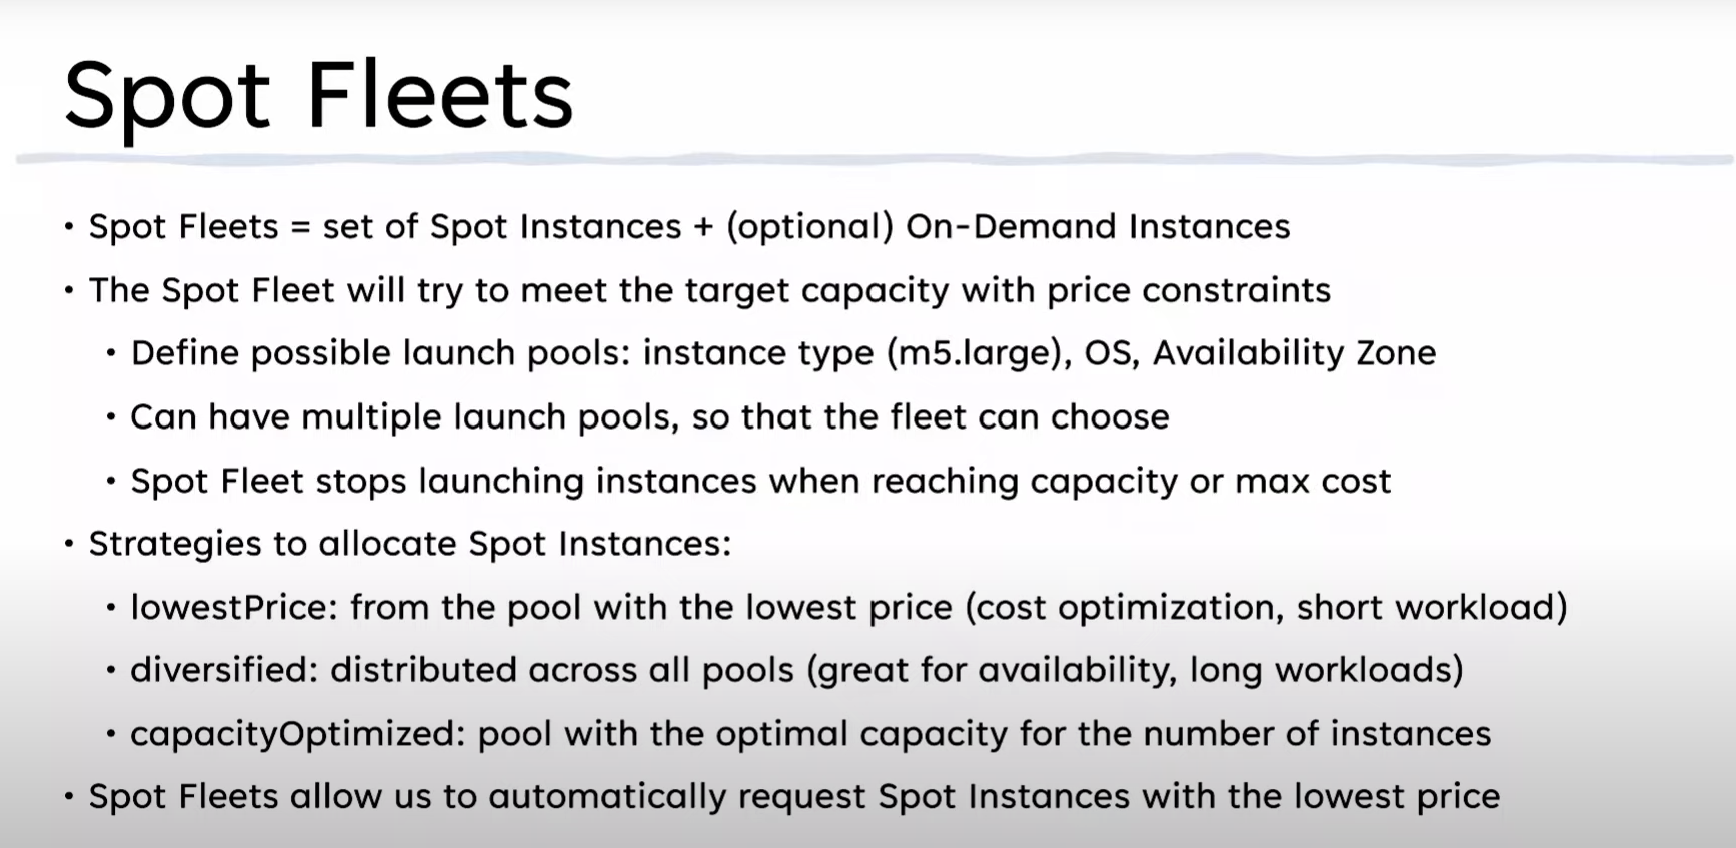 Spot Fleets
• Spot Fleets = set of Spot Instances + (optional) On-Demand Instances
• The Spot Fleet will try to meet the target capacity with price constraints
• Define possible launch pools: instance type (m5.large), OS, Availability Zone
• Can have multiple launch pools, so that the fleet can choose
• Spot Fleet stops launching instances when reaching capacity or max cost
• Strategies to allocate Spot Instances:
• lowestPrice: from the pool with the lowest price (cost optimization, short workload)
• diversified: distributed across all pools (great for availability, long workloads)
• capacityOptimized: pool with the optimal capacity for the number of instances
• Spot Fleets allow us to automatically request Spot Instances with the lowest price